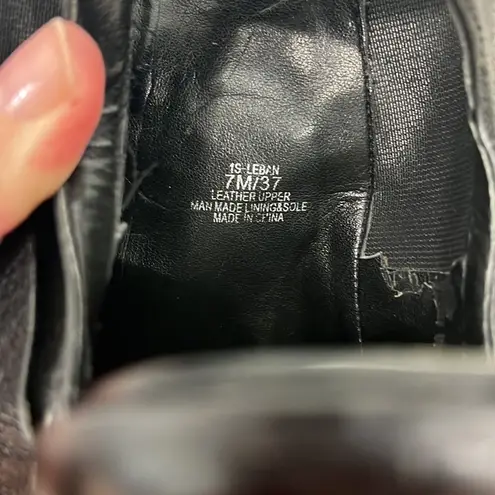 1S-LEBAN
7M/37
LEATHER UPPER
MAN MADE LINING&SOLE
MADE IN CHINA